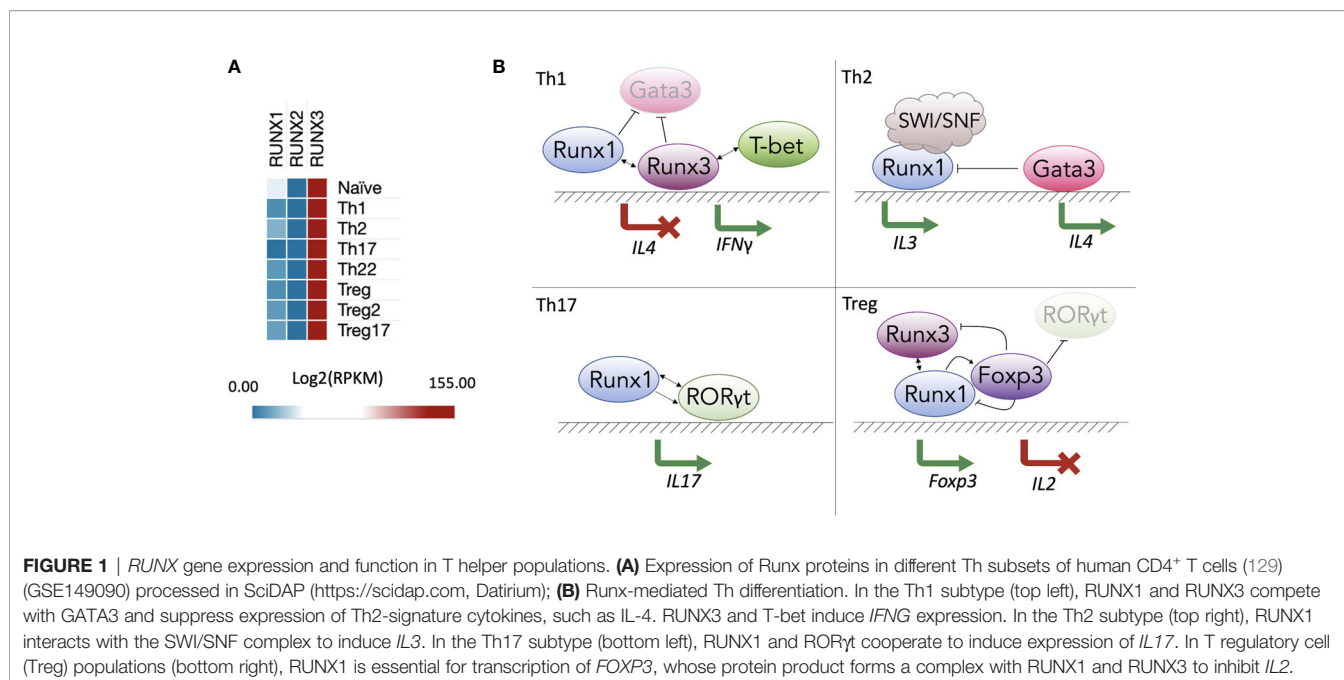 A
RUNX1
RUNX2
RUNX3
Naïve
Th1
Th2
Th17
Th22
Treg
Treg2
Treg17
0.00 Log2(RPKM) 155.00
B
Th1
Gata3
Runx1
Runx3
T-bet
IL4
IFNγ
Th2
SWI/SNF
Runx1
Gata3
IL3
IL4
Th17
Runx1
RORγt
IL17
Treg
RORγt
Runx3
Foxp3
Runx1
Foxp3
IL2
FIGURE 1 | RUNX gene expression and function in T helper populations. (A) Expression of Runx proteins in different Th subsets of human CD4+ T cells (129)
(GSE149090) processed in SciDAP (https://scidap.com, Datirium); (B) Runx-mediated Th differentiation. In the Th1 subtype (top left), RUNX1 and RUNX3 compete
with GATA3 and suppress expression of Th2-signature cytokines, such as IL-4. RUNX3 and T-bet induce IFNG expression. In the Th2 subtype (top right), RUNX1
interacts with the SWI/SNF complex to induce IL3. In the Th17 subtype (bottom left), RUNX1 and RORγt cooperate to induce expression of IL17. In T regulatory cell
(Treg) populations (bottom right), RUNX1 is essential for transcription of FOXP3, whose protein product forms a complex with RUNX1 and RUNX3 to inhibit IL2.